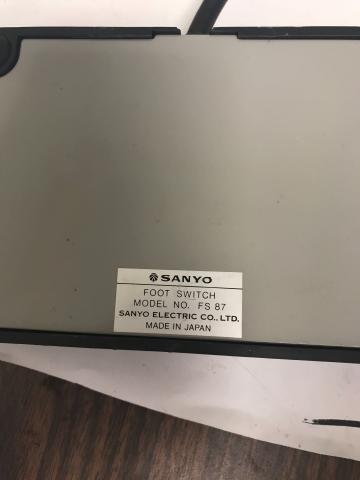 SANYO
FOOT SWITCH
MODEL NO. FS 87
SANYO ELECTRIC CO., LTD.
MADE IN JAPAN